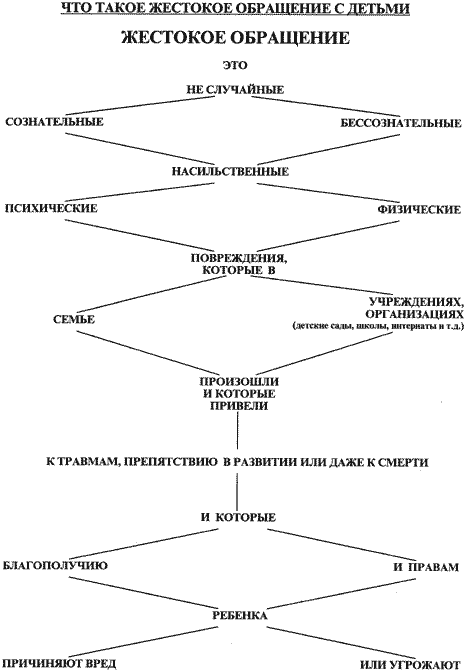 ЧТО ТАКОЕ ЖЕСТОКОЕ ОБРАЩЕНИЕ С ДЕТЬМИ
ЖЕСТОКОЕ ОБРАЩЕНИЕ
ЭТО
НЕ СЛУЧАЙНЫЕ
СОЗНАТЕЛЬНЫЕ
БЕССОЗНАТЕЛЬНЫЕ
НАСИЛЬСТВЕННЫЕ
ПСИХИЧЕСКИЕ
ФИЗИЧЕСКИЕ
ПОВРЕЖДЕНИЯ,
КОТОРЫЕ В
СЕМЬЕ
УЧРЕЖДЕНИЯХ,
ОРГАНИЗАЦИЯХ
(детские сады, школы, интернаты и т.д.)
ПРОИЗОШЛИ
И КОТОРЫЕ
ПРИВЕЛИ
К ТРАВМАМ, ПРЕПЯТСТВИЮ В РАЗВИТИИ ИЛИ ДАЖЕ К СМЕРТИ
И КОТОРЫЕ
БЛАГОПОЛУЧИЮ
И ПРАВАМ
РЕБЕНКА
ПРИЧИНЯЮТ ВРЕД
ИЛИ УГРОЖАЮТ